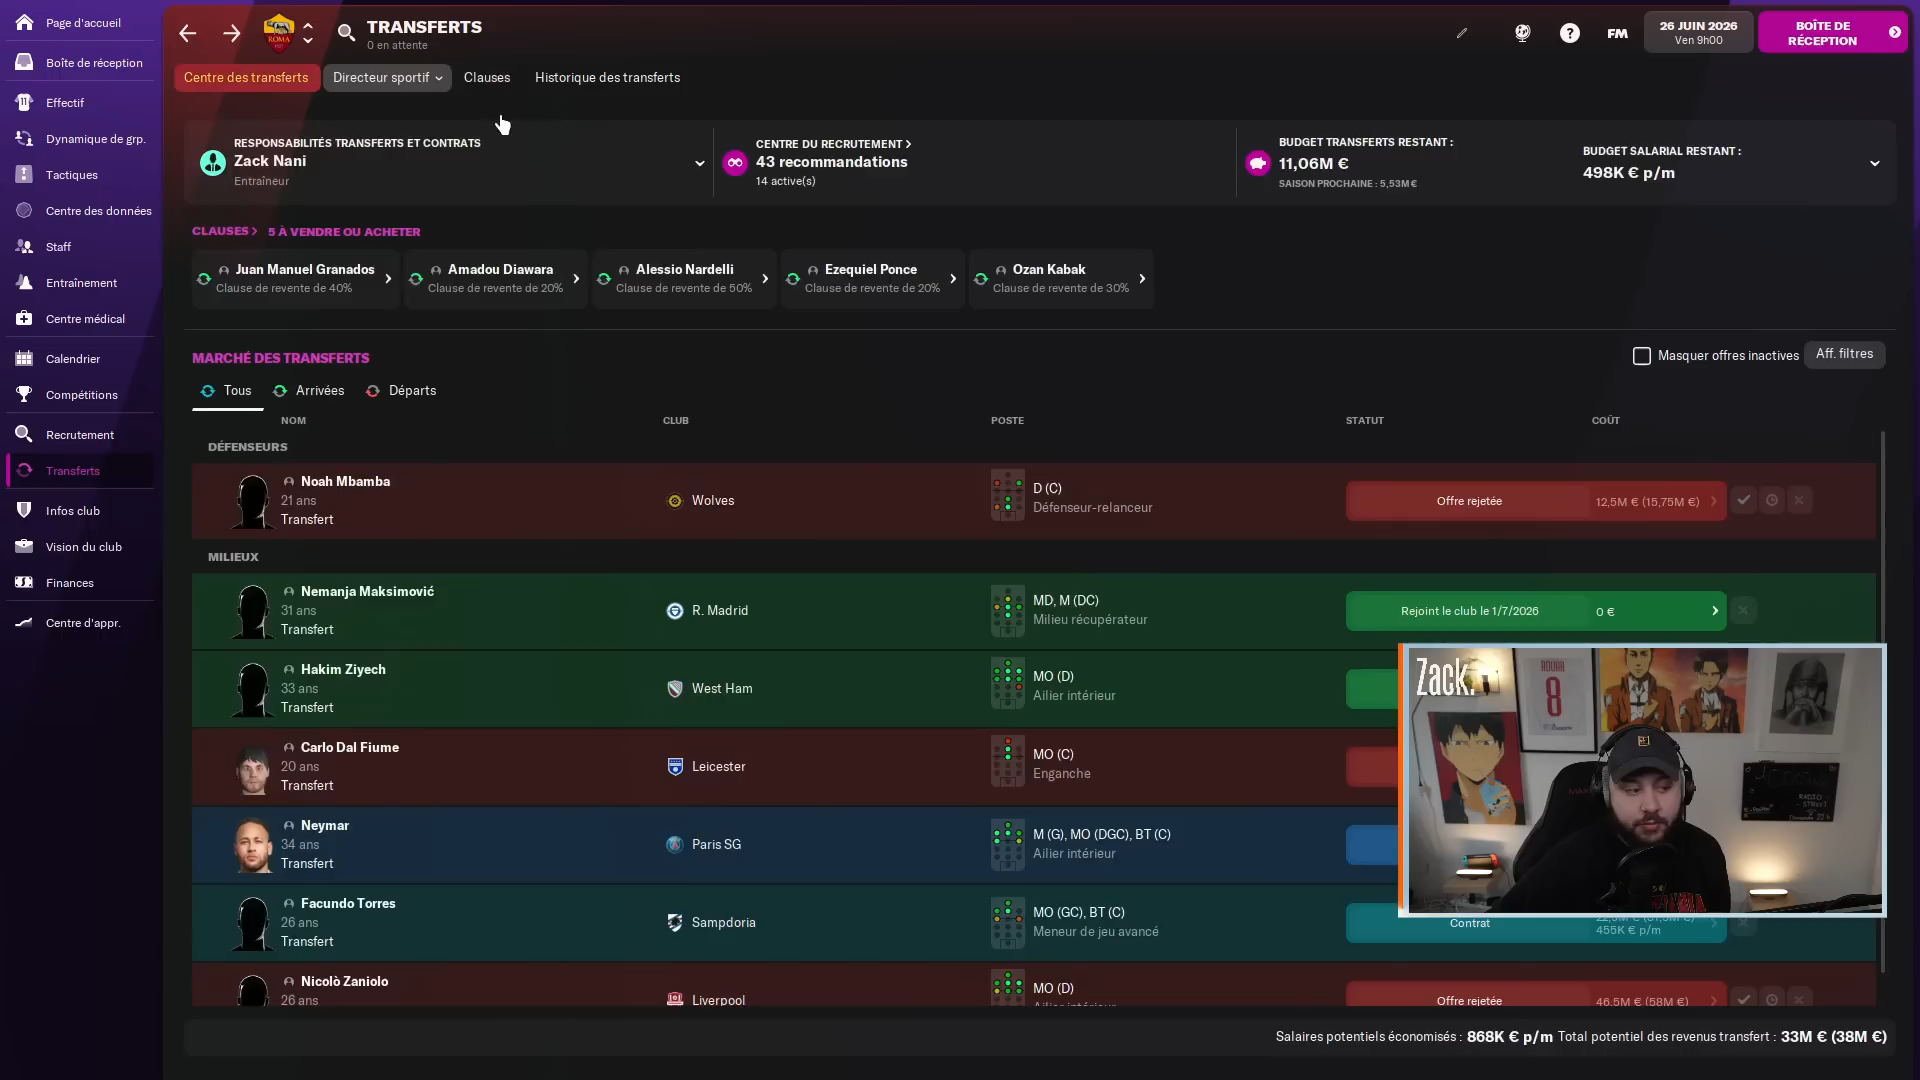 Page d'accueil
Boîte de réception
Effectif
Dynamique de grp.
Tactiques
Centre des données
Staff
Entraînement
Centre médical
Calendrier
Compétitions
Recrutement
Transferts
Infos club
Vision du club
Finances
Centre d'appr.
ROMA
TRANSFERTS
0 en attente
FM
26 JUIN 2026
Ven 9h00
BOÎTE DE
RÉCEPTION
Centre des transferts
Directeur sportif
Clauses
Historique des transferts
RESPONSABILITÉS TRANSFERTS ET CONTRATS
Zack Nani
Entraîneur
CENTRE DU RECRUTEMENT >
43 recommandations
14 active(s)
BUDGET TRANSFERTS RESTANT :
11,06M €
SAISON PROCHAINE : 5,53M €
BUDGET SALARIAL RESTANT :
498K € p/m
CLAUSES > 5 À VENDRE OU ACHETER
Juan Manuel Granados
Clause de revente de 40%
Amadou Diawara
Clause de revente de 20%
Alessio Nardelli
Clause de revente de 50%
Ezequiel Ponce
Clause de revente de 20%
Ozan Kabak
Clause de revente de 30%
MARCHÉ DES TRANSFERTS
Masquer offres inactives
Aff. filtres
Tous
Arrivées
Départs
NOM CLUB POSTE STATUT COÛT
DÉFENSEURS
Noah Mbamba
21 ans
Transfert
Wolves
D (C)
Défenseur-relanceur
Offre rejetée
12,5M € (15,75M €)
MILIEUX
Nemanja Maksimović
31 ans
Transfert
R. Madrid
MD, M (DC)
Milieu récupérateur
Rejoint le club le 1/7/2026
0 €
Hakim Ziyech
33 ans
Transfert
West Ham
MO (D)
Ailier intérieur
Carlo Dal Fiume
20 ans
Transfert
Leicester
MO (C)
Enganche
Neymar
34 ans
Transfert
Paris SG
M (G), MO (DGC), BT (C)
Ailier intérieur
Facundo Torres
26 ans
Transfert
Sampdoria
MO (GC), BT (C)
Meneur de jeu avancé
Contrat
455K € p/m
Nicolò Zaniolo
26 ans
Liverpool
MO (D)
Ailier intérieur
Offre rejetée
46,5M € (58M €)
Zack.
8
RADIO
STREET
Salaires potentiels économisés : 868K € p/m Total potentiel des revenus transfert : 33M € (38M €)